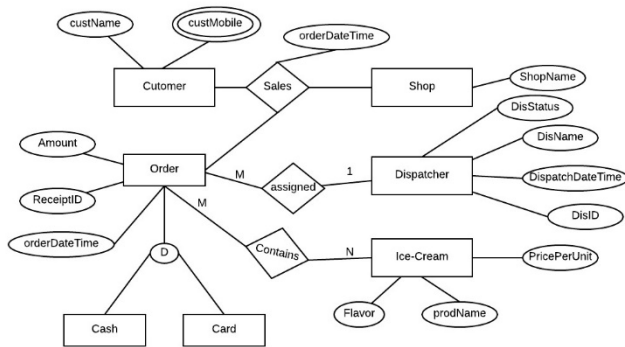 custName
custMobile
orderDateTime
Cutomer
Sales
Shop
ShopName
DisStatus
Amount
DisName
Order
M
assigned
1
Dispatcher
DispatchDateTime
ReceiptID
M
DisID
orderDateTime
D
Contains
N
Ice-Cream
PricePerUnit
Cash
Card
Flavor
prodName